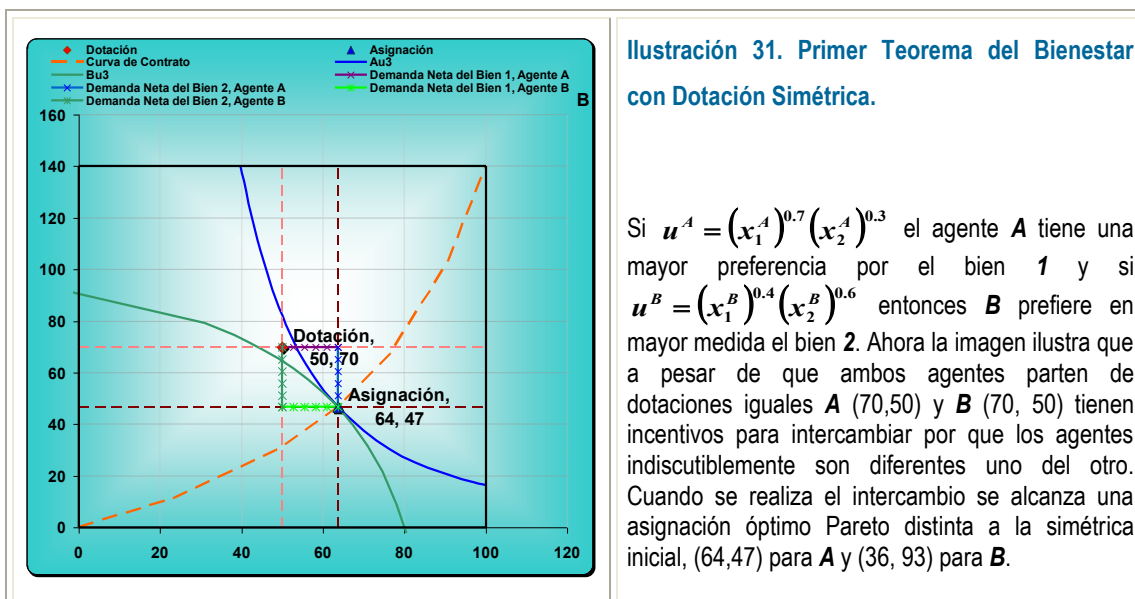 Dotación
Asignación
Curva de Contrato
Au3
Bu3
Demanda Neta del Bien 1, Agente A
Demanda Neta del Bien 2, Agente A
Demanda Neta del Bien 1, Agente B
Demanda Neta del Bien 2, Agente B
B
160
140
120
100
80
60
40
20
0
Dotación,
50, 70
Asignación,
64, 47
0 20 40 60 80 100 120
Ilustración 31. Primer Teorema del Bienestar
con Dotación Simétrica.
Si u^A = (x_1^A)^0.7 (x_2^A)^0.3 el agente A tiene una
mayor preferencia por el bien 1 y si
u^B = (x_1^B)^0.4 (x_2^B)^0.6 entonces B prefiere en
mayor medida el bien 2. Ahora la imagen ilustra que
a pesar de que ambos agentes parten de
dotaciones iguales A (70,50) y B (70, 50) tienen
incentivos para intercambiar por que los agentes
indiscutiblemente son diferentes uno del otro.
Cuando se realiza el intercambio se alcanza una
asignación óptimo Pareto distinta a la simétrica
inicial, (64,47) para A y (36, 93) para B.